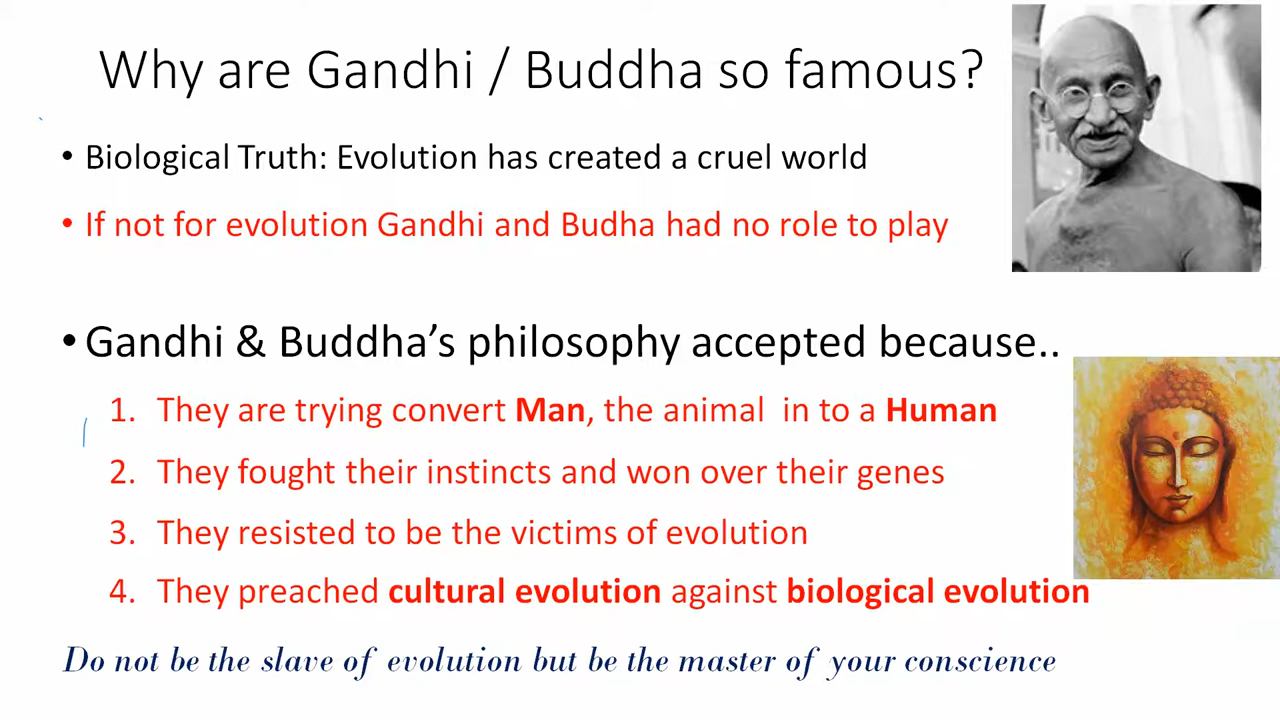 Why are Gandhi / Buddha so famous?
• Biological Truth: Evolution has created a cruel world
• If not for evolution Gandhi and Budha had no role to play
• Gandhi & Buddha’s philosophy accepted because..
1. They are trying convert Man, the animal in to a Human
2. They fought their instincts and won over their genes
3. They resisted to be the victims of evolution
4. They preached cultural evolution against biological evolution
Do not be the slave of evolution but be the master of your conscience